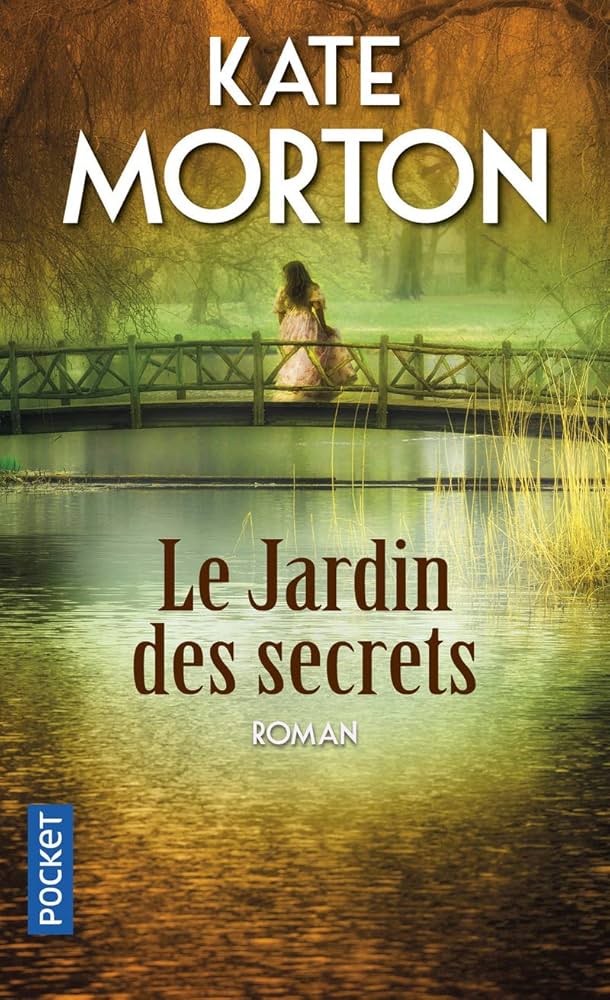 KATE
MORTON
Le Jardin
des secrets
ROMAN
POCKET